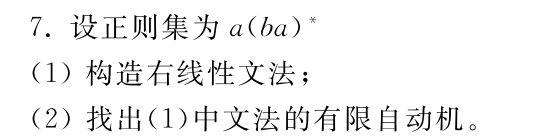 7. 设正则集为 a(ba)*
(1) 构造右线性文法；
(2) 找出(1)中文法的有限自动机。